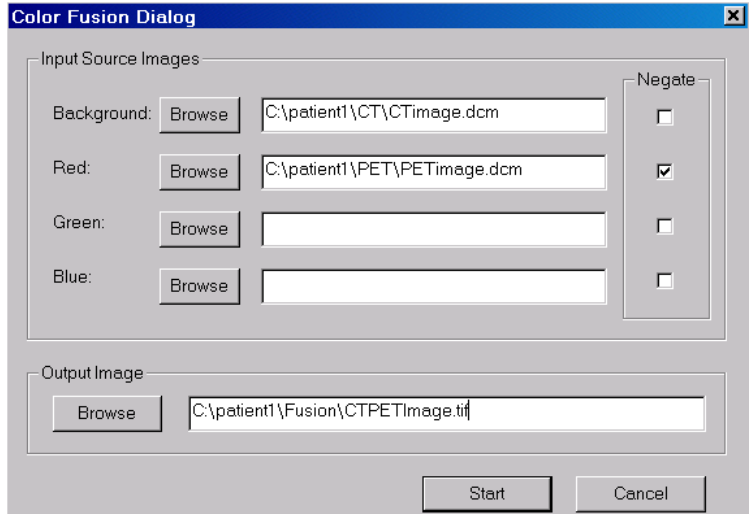 Color Fusion Dialog
Input Source Images
Negate
Background: Browse C:\patient1\CT\CTimage.dcm
Red: Browse C:\patient1\PET\PETimage.dcm
Green: Browse
Blue: Browse
Output Image
Browse C:\patient1\Fusion\CTPETImage.tif
Start Cancel